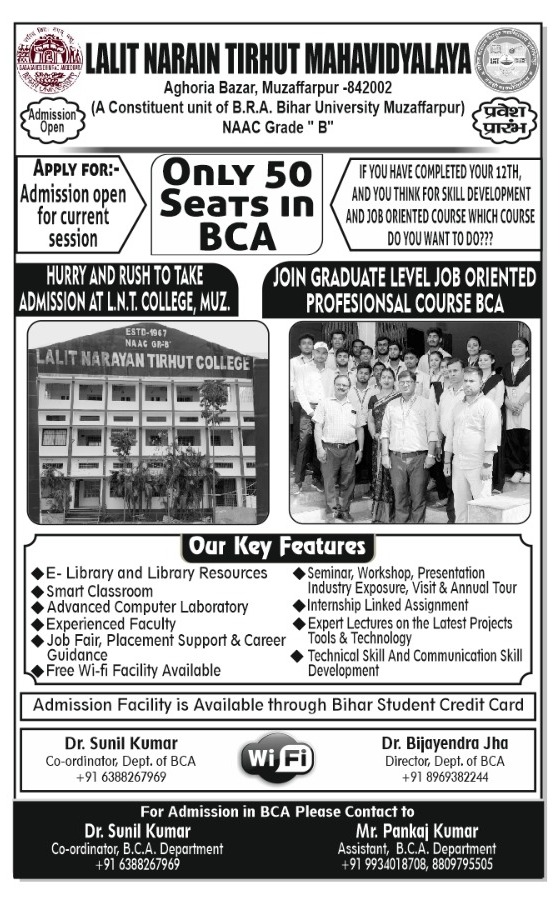 LALIT NARAIN TIRHUT MAHAVIDYALAYA
Aghoria Bazar, Muzaffarpur -842002
(A Constituent unit of B.R.A. Bihar University Muzaffarpur)
NAAC Grade " B"
Admission
Open
प्रवेश
प्रारंभ
APPLY FOR:-
Admission open
for current
session
ONLY 50
SEATS IN
BCA
IF YOU HAVE COMPLETED YOUR 12TH,
AND YOU THINK FOR SKILL DEVELOPMENT
AND JOB ORIENTED COURSE WHICH COURSE
DO YOU WANT TO DO???
HURRY AND RUSH TO TAKE
ADMISSION AT L.N.T. COLLEGE, MUZ.
JOIN GRADUATE LEVEL JOB ORIENTED
PROFESIONSAL COURSE BCA
ESTD-1947
NAAC GR-'B'
LALIT NARAYAN TIRHUT COLLEGE
Our Key Features
◆E- Library and Library Resources
◆Smart Classroom
◆Advanced Computer Laboratory
◆Experienced Faculty
◆Job Fair, Placement Support & Career
Guidance
◆Free Wi-fi Facility Available
◆Seminar, Workshop, Presentation
Industry Exposure, Visit & Annual Tour
◆Internship Linked Assignment
◆Expert Lectures on the Latest Projects
Tools & Technology
◆Technical Skill And Communication Skill
Development
Admission Facility is Available through Bihar Student Credit Card
Dr. Sunil Kumar
Co-ordinator, Dept. of BCA
+91 6388267969
Wi Fi
Dr. Bijayendra Jha
Director, Dept. of BCA
+91 8969382244
For Admission in BCA Please Contact to
Dr. Sunil Kumar
Co-ordinator, B.C.A. Department
+91 6388267969
Mr. Pankaj Kumar
Assistant, B.C.A. Department
+91 9934018708, 8809795505